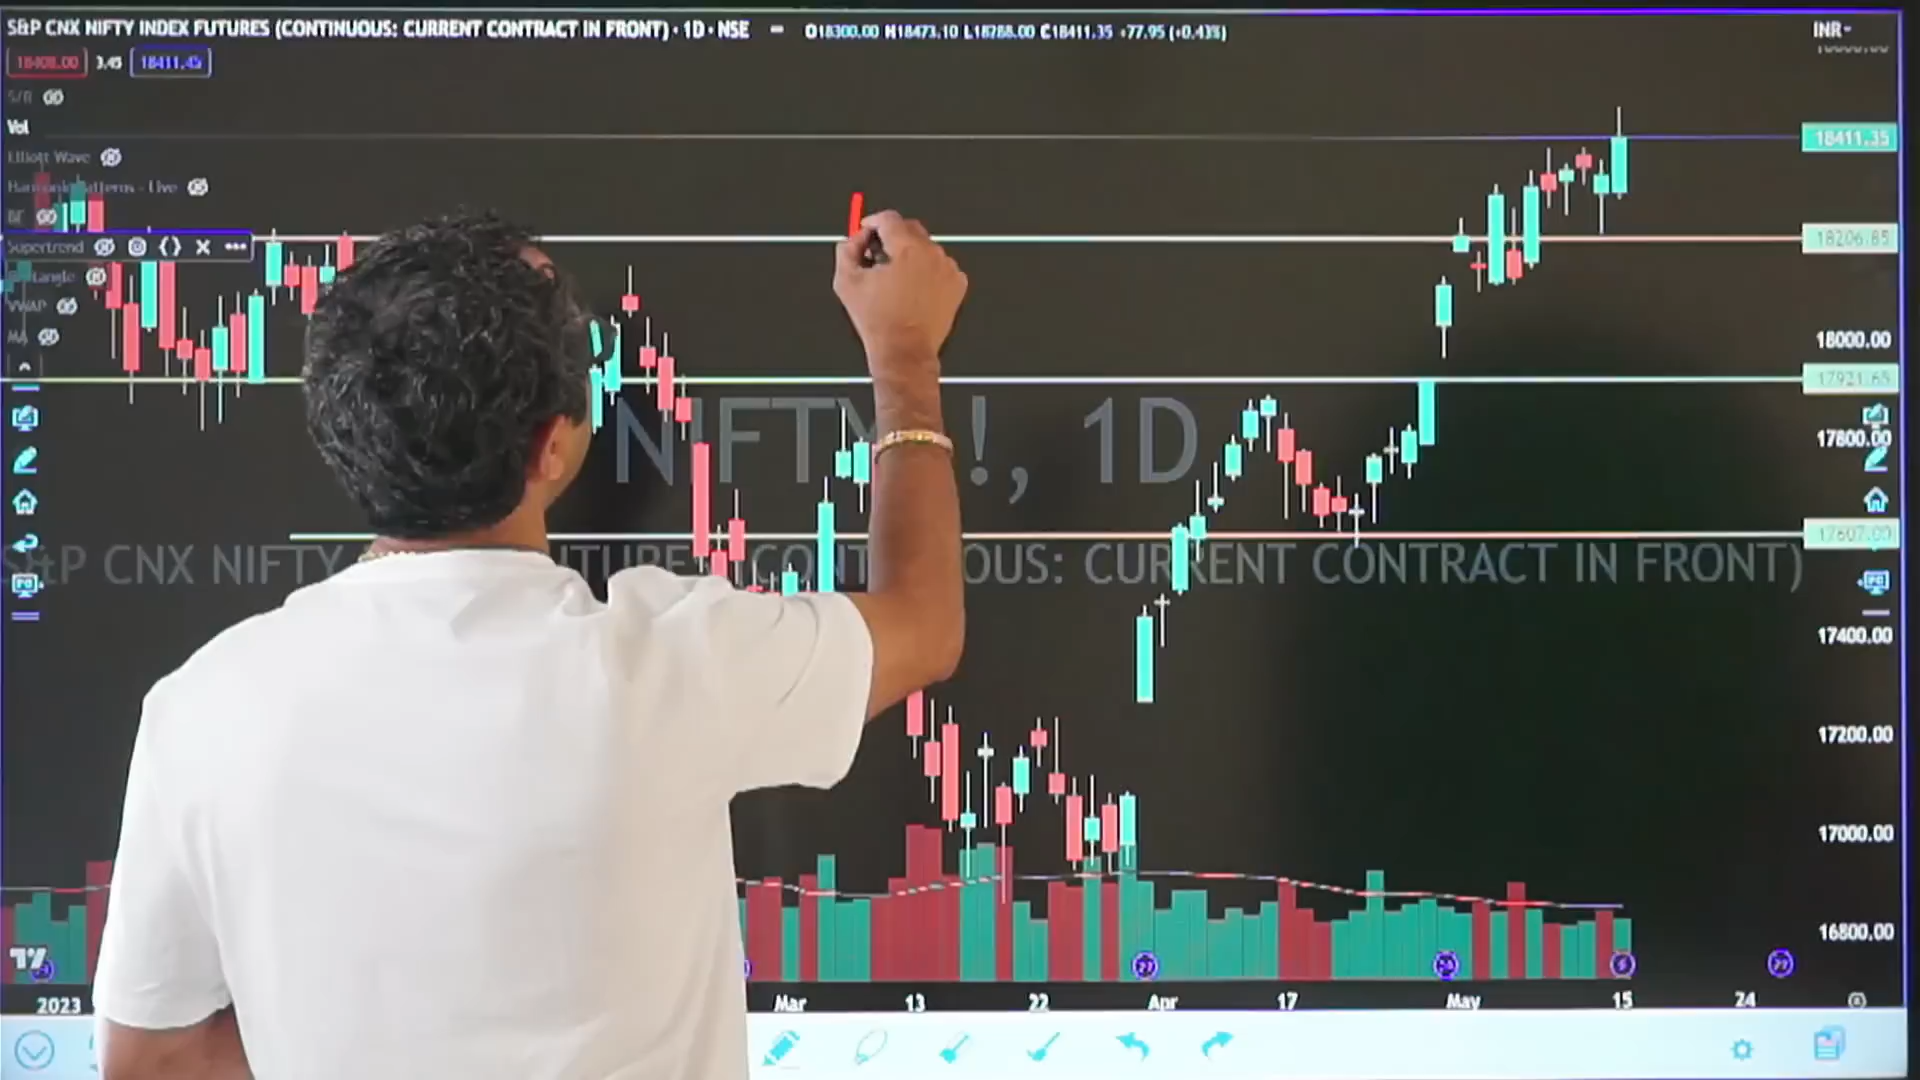 S&P CNX NIFTY INDEX FUTURES (CONTINUOUS: CURRENT CONTRACT IN FRONT) · 1D · NSE
O18300.00 H18473.10 L18288.00 C18411.35 +77.95 (+0.43%)
INR
18408.00 3.45 18411.45
S/R
Vol
18411.35
Elliott Wave
Harmonic Patterns - Live
Supertrend
18206.85
VWAP
MA
18000.00
17921.65
NIFTY !, 1D
17800.00
17607.00
S&P CNX NIFTY FUTURES (CONTINUOUS: CURRENT CONTRACT IN FRONT)
17400.00
17200.00
17000.00
16800.00
2023 Mar 13 22 Apr 17 May 15 24